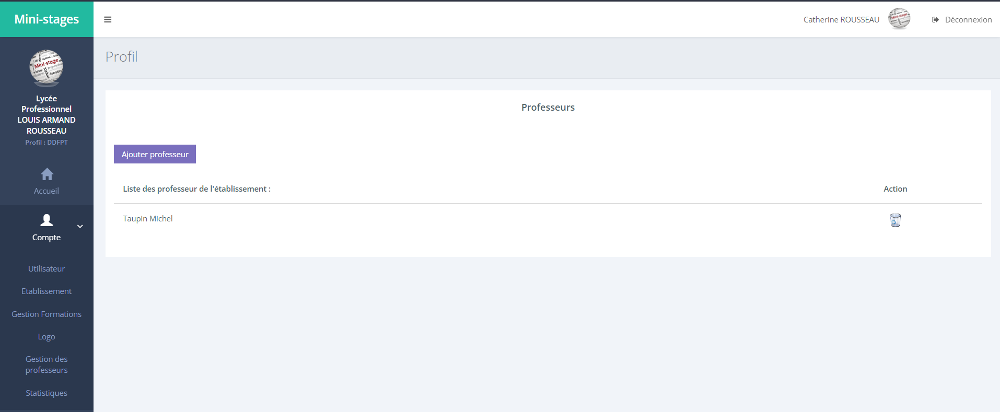 Mini-stages
Catherine ROUSSEAU
Déconnexion
Profil
Mini-stage
Lycée
Professionnel
LOUIS ARMAND
ROUSSEAU
Profil : DDFPT
Accueil
Compte
Utilisateur
Etablissement
Gestion Formations
Logo
Gestion des
professeurs
Statistiques
Professeurs
Ajouter professeur
Liste des professeur de l'établissement :
Action
Taupin Michel